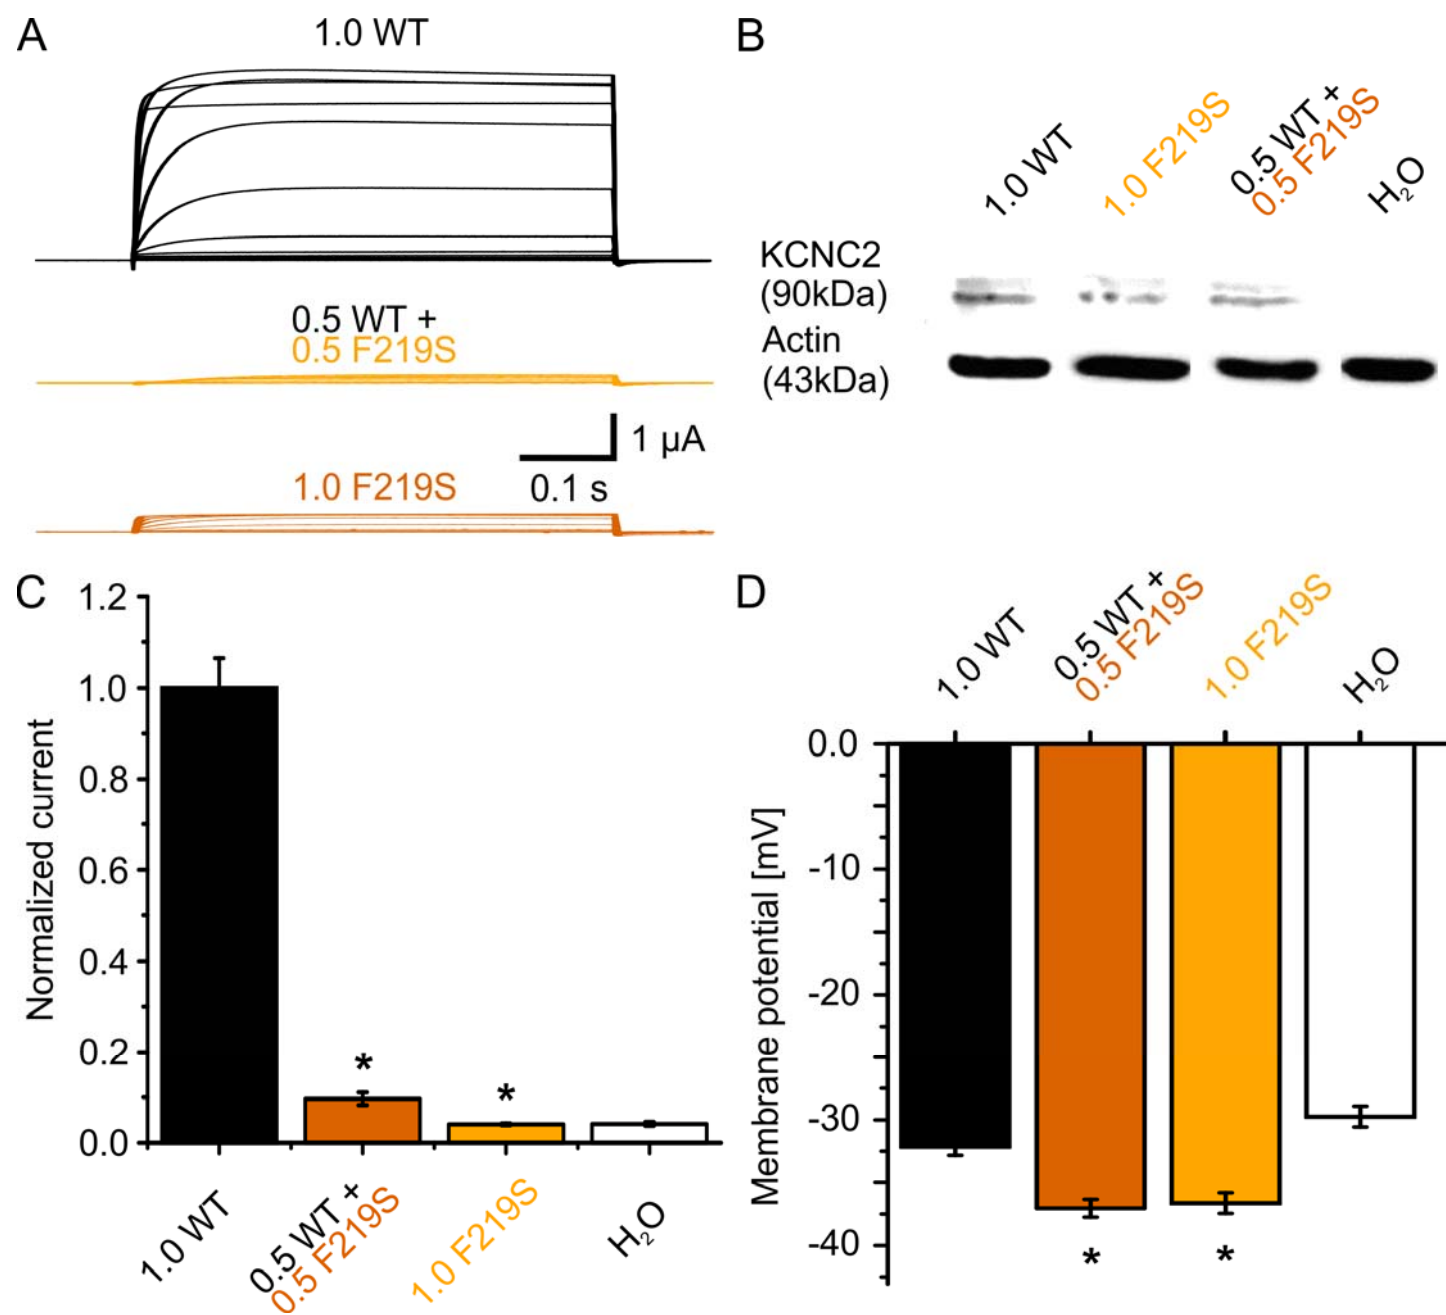 A
1.0 WT
0.5 WT +
0.5 F219S
1 µA
0.1 s
1.0 F219S
B
1.0 WT
1.0 F219S
0.5 WT +
0.5 F219S
H₂O
KCNC2
(90kDa)
Actin
(43kDa)
C
Normalized current
1.2
1.0
0.8
0.6
0.4
0.2
0.0
*
*
1.0 WT
0.5 WT +
0.5 F219S
1.0 F219S
H₂O
D
1.0 WT
0.5 WT +
0.5 F219S
1.0 F219S
H₂O
Membrane potential [mV]
0.0
-10
-20
-30
-40
*
*